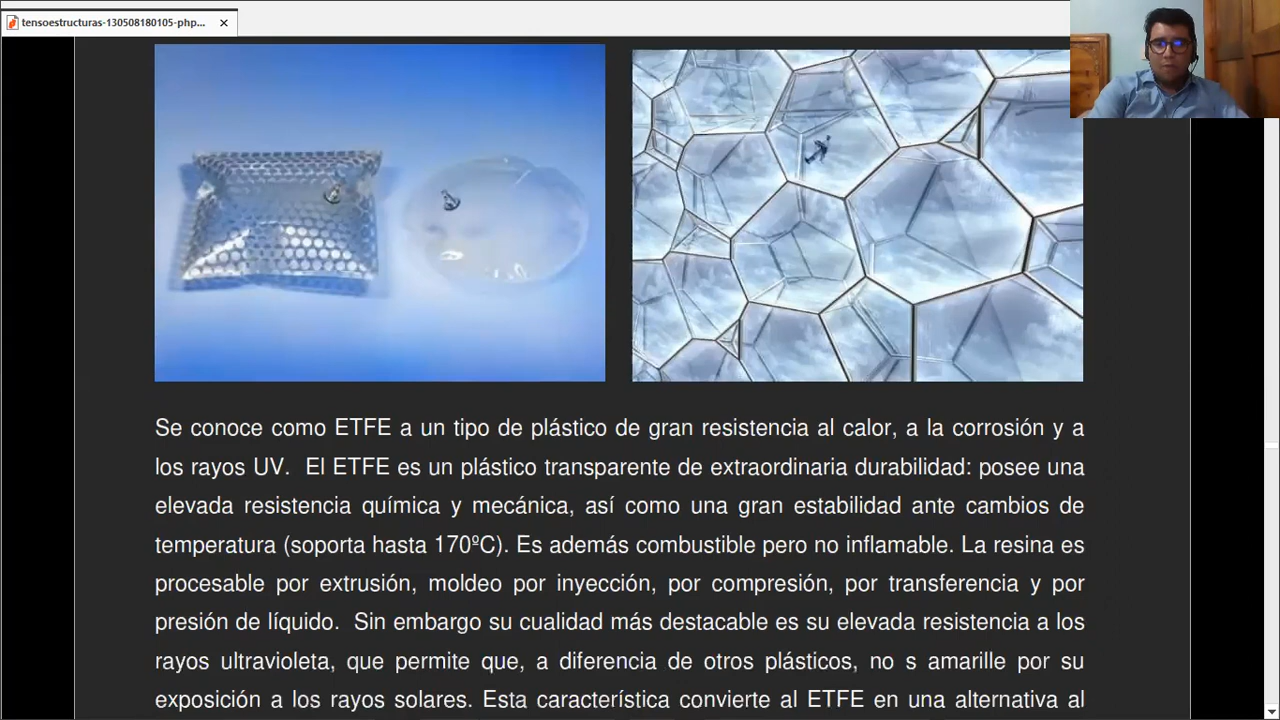 tensoestructuras-130508180105-php...
Se conoce como ETFE a un tipo de plástico de gran resistencia al calor, a la corrosión y a
los rayos UV.  El ETFE es un plástico transparente de extraordinaria durabilidad: posee una
elevada resistencia química y mecánica, así como una gran estabilidad ante cambios de
temperatura (soporta hasta 170ºC). Es además combustible pero no inflamable. La resina es
procesable por extrusión, moldeo por inyección, por compresión, por transferencia y por
presión de líquido.  Sin embargo su cualidad más destacable es su elevada resistencia a los
rayos ultravioleta, que permite que, a diferencia de otros plásticos, no s amarille por su
exposición a los rayos solares. Esta característica convierte al ETFE en una alternativa al